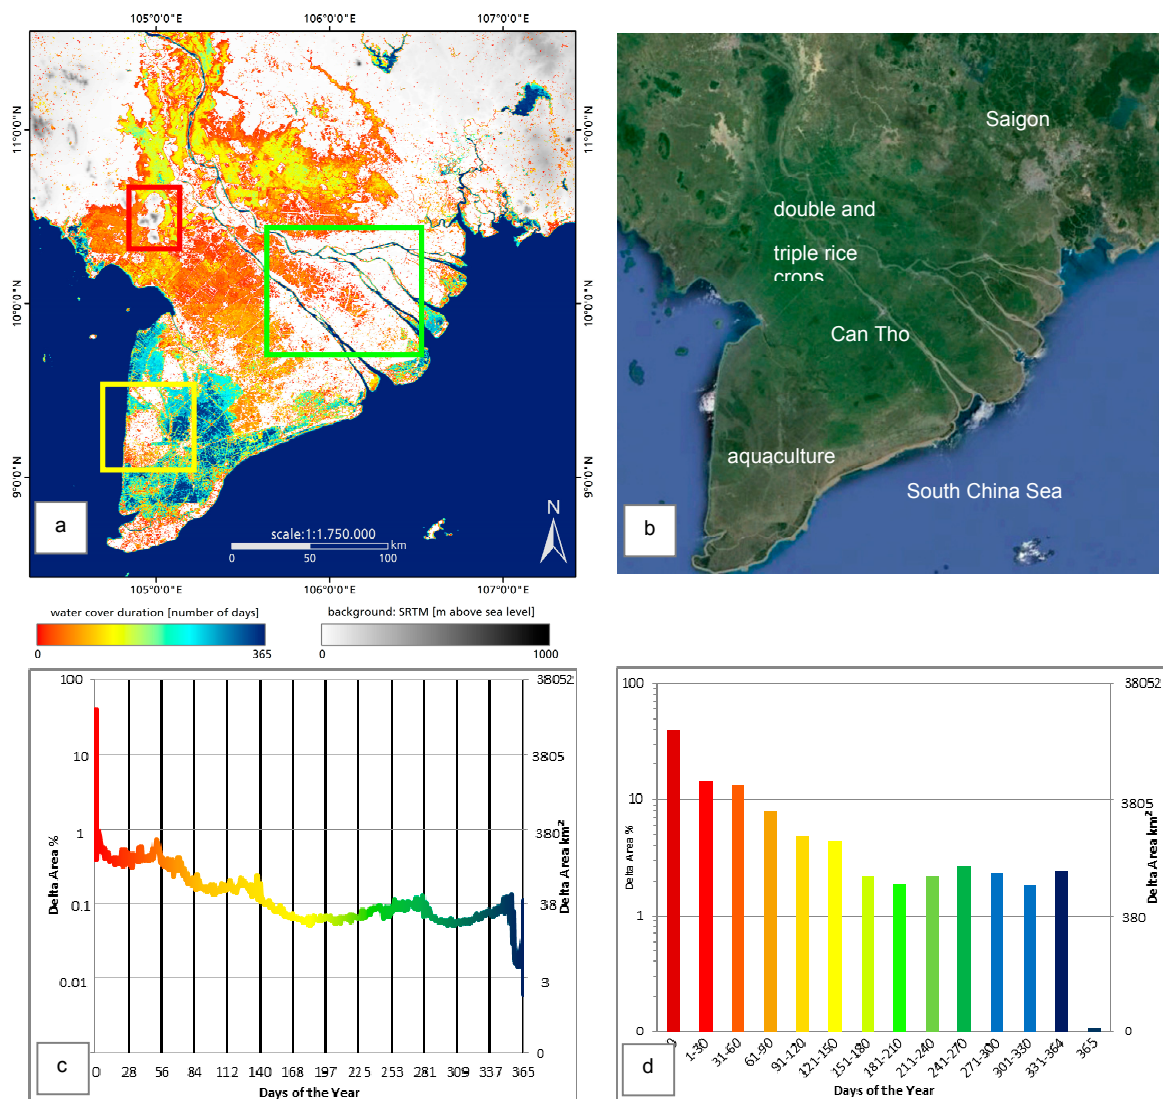 105°0'0"E
106°0'0"E
107°0'0"E
11°0'0"N
10°0'0"N
9°0'0"N
11°0'0"N
10°0'0"N
9°0'0"N
a
scale:1:1.750.000
km
0
50
100
N
105°0'0"E
106°0'0"E
107°0'0"E
water cover duration [number of days]
0
365
background: SRTM [m above sea level]
0
1000
Saigon
double and
triple rice
crops
Can Tho
aquaculture
South China Sea
b
100
10
1
0.1
0.01
Delta Area %
38052
3805
380
38
3
0
Delta Area km²
0 28 56 84 112 140 168 197 225 253 281 309 337 365
Days of the Year
c
100
10
1
0
Delta Area %
38052
3805
380
0
Delta Area km²
0 1-30 31-60 61-90 91-120 121-150 151-180 181-210 211-240 241-270 271-300 301-330 331-364 365
Days of the Year
d